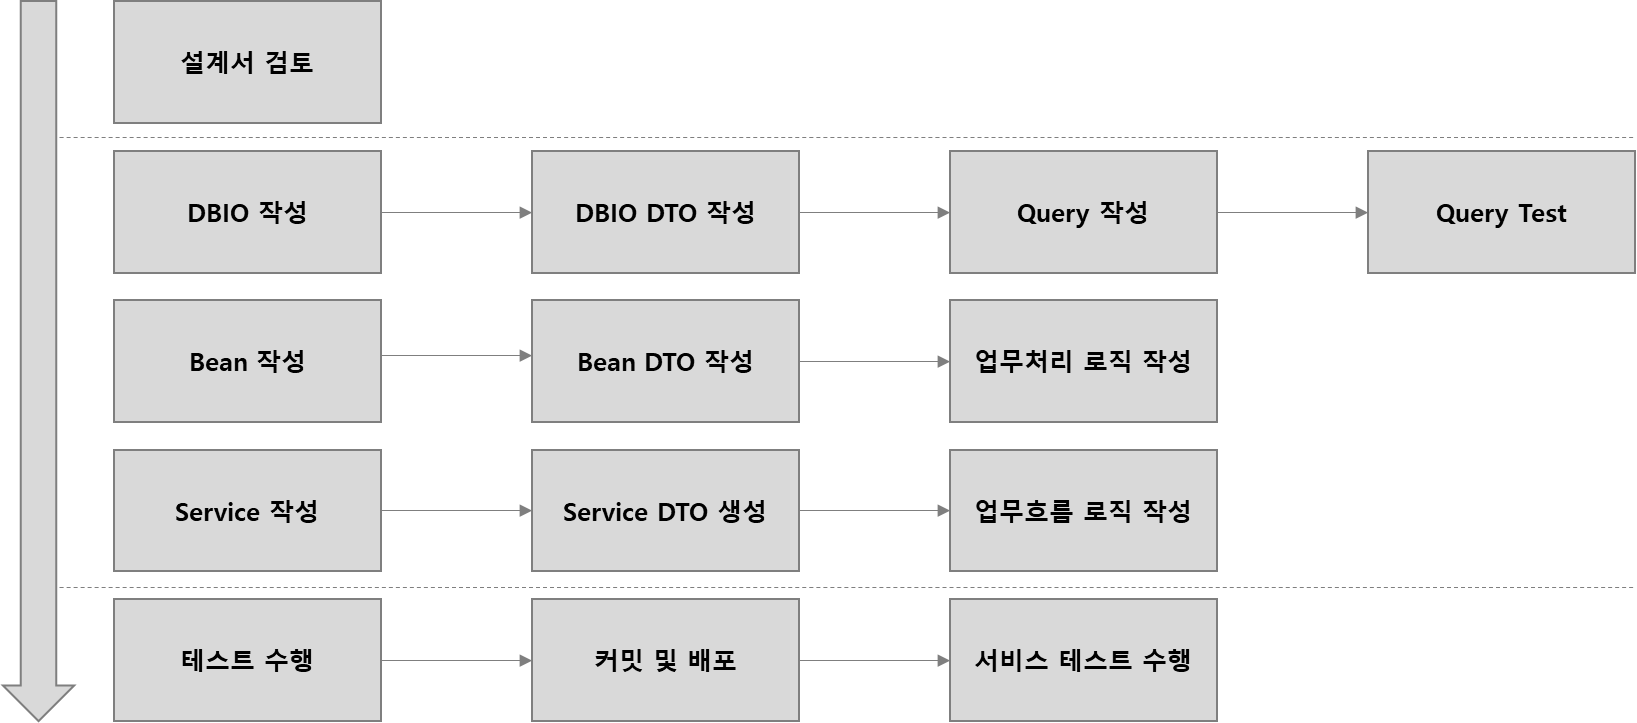 설계서 검토
DBIO 작성
DBIO DTO 작성
Query 작성
Query Test
Bean 작성
Bean DTO 작성
업무처리 로직 작성
Service 작성
Service DTO 생성
업무흐름 로직 작성
테스트 수행
커밋 및 배포
서비스 테스트 수행